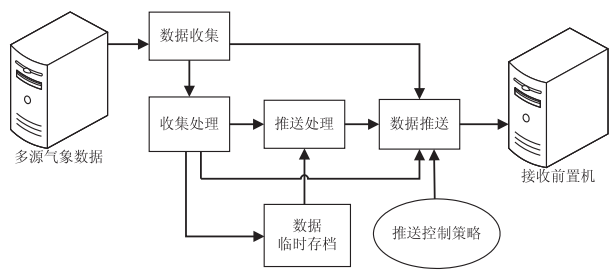 数据收集
收集处理
推送处理
数据推送
多源气象数据
接收前置机
数据
临时存档
推送控制策略